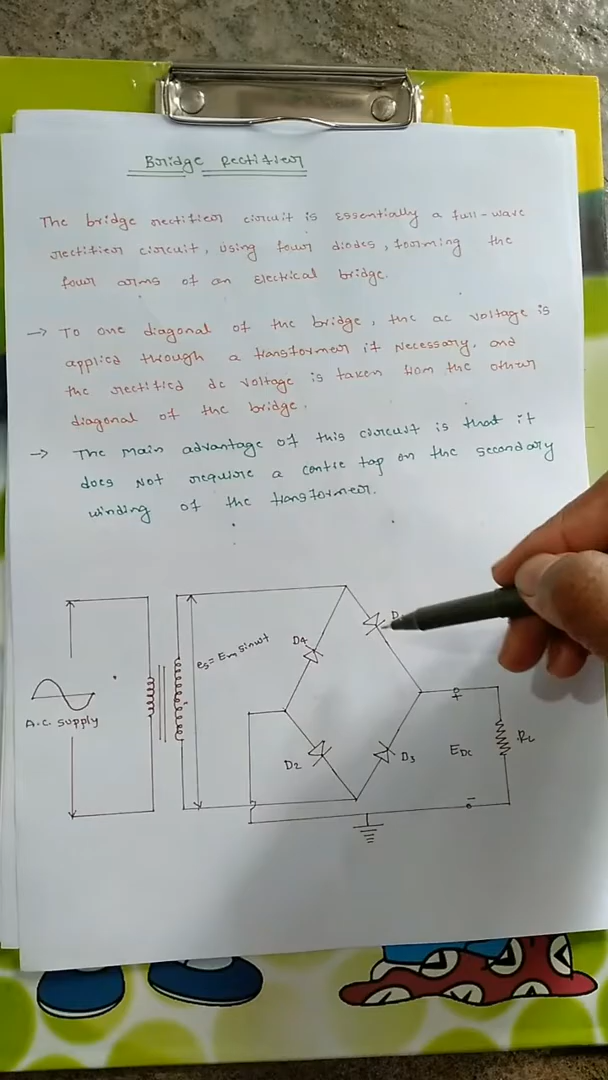 Bridge Rectifier
The bridge rectifier circuit is Essentially a full-wave
rectifier circuit, using four diodes, forming the
four arms of an Electrical bridge.
→ To one diagonal of the bridge, the ac voltage is
applied through a transformer if Necessary, and
the rectified dc voltage is taken from the other
diagonal of the bridge.
→ The main advantage of this circuit is that it
does Not require a centre tap on the secondary
winding of the transformer.
A.C. Supply
es = Em sinωt
D4
D
D2
D3
+
EDC
RL
-